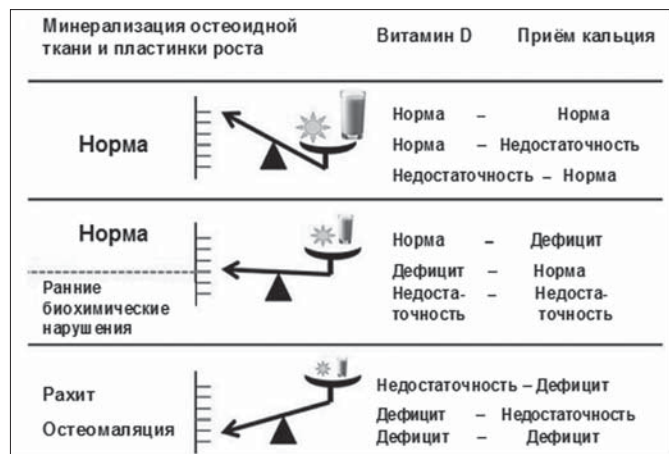 Минерализация остеоидной ткани и пластинки роста
Витамин D
Приём кальция
Норма
Норма – Норма
Норма – Недостаточность
Недостаточность – Норма
Норма
Ранние
биохимические
нарушения
Норма – Дефицит
Дефицит – Норма
Недоста- – Недоста-
точность точность
Рахит
Остеомаляция
Недостаточность – Дефицит
Дефицит – Недостаточность
Дефицит – Дефицит